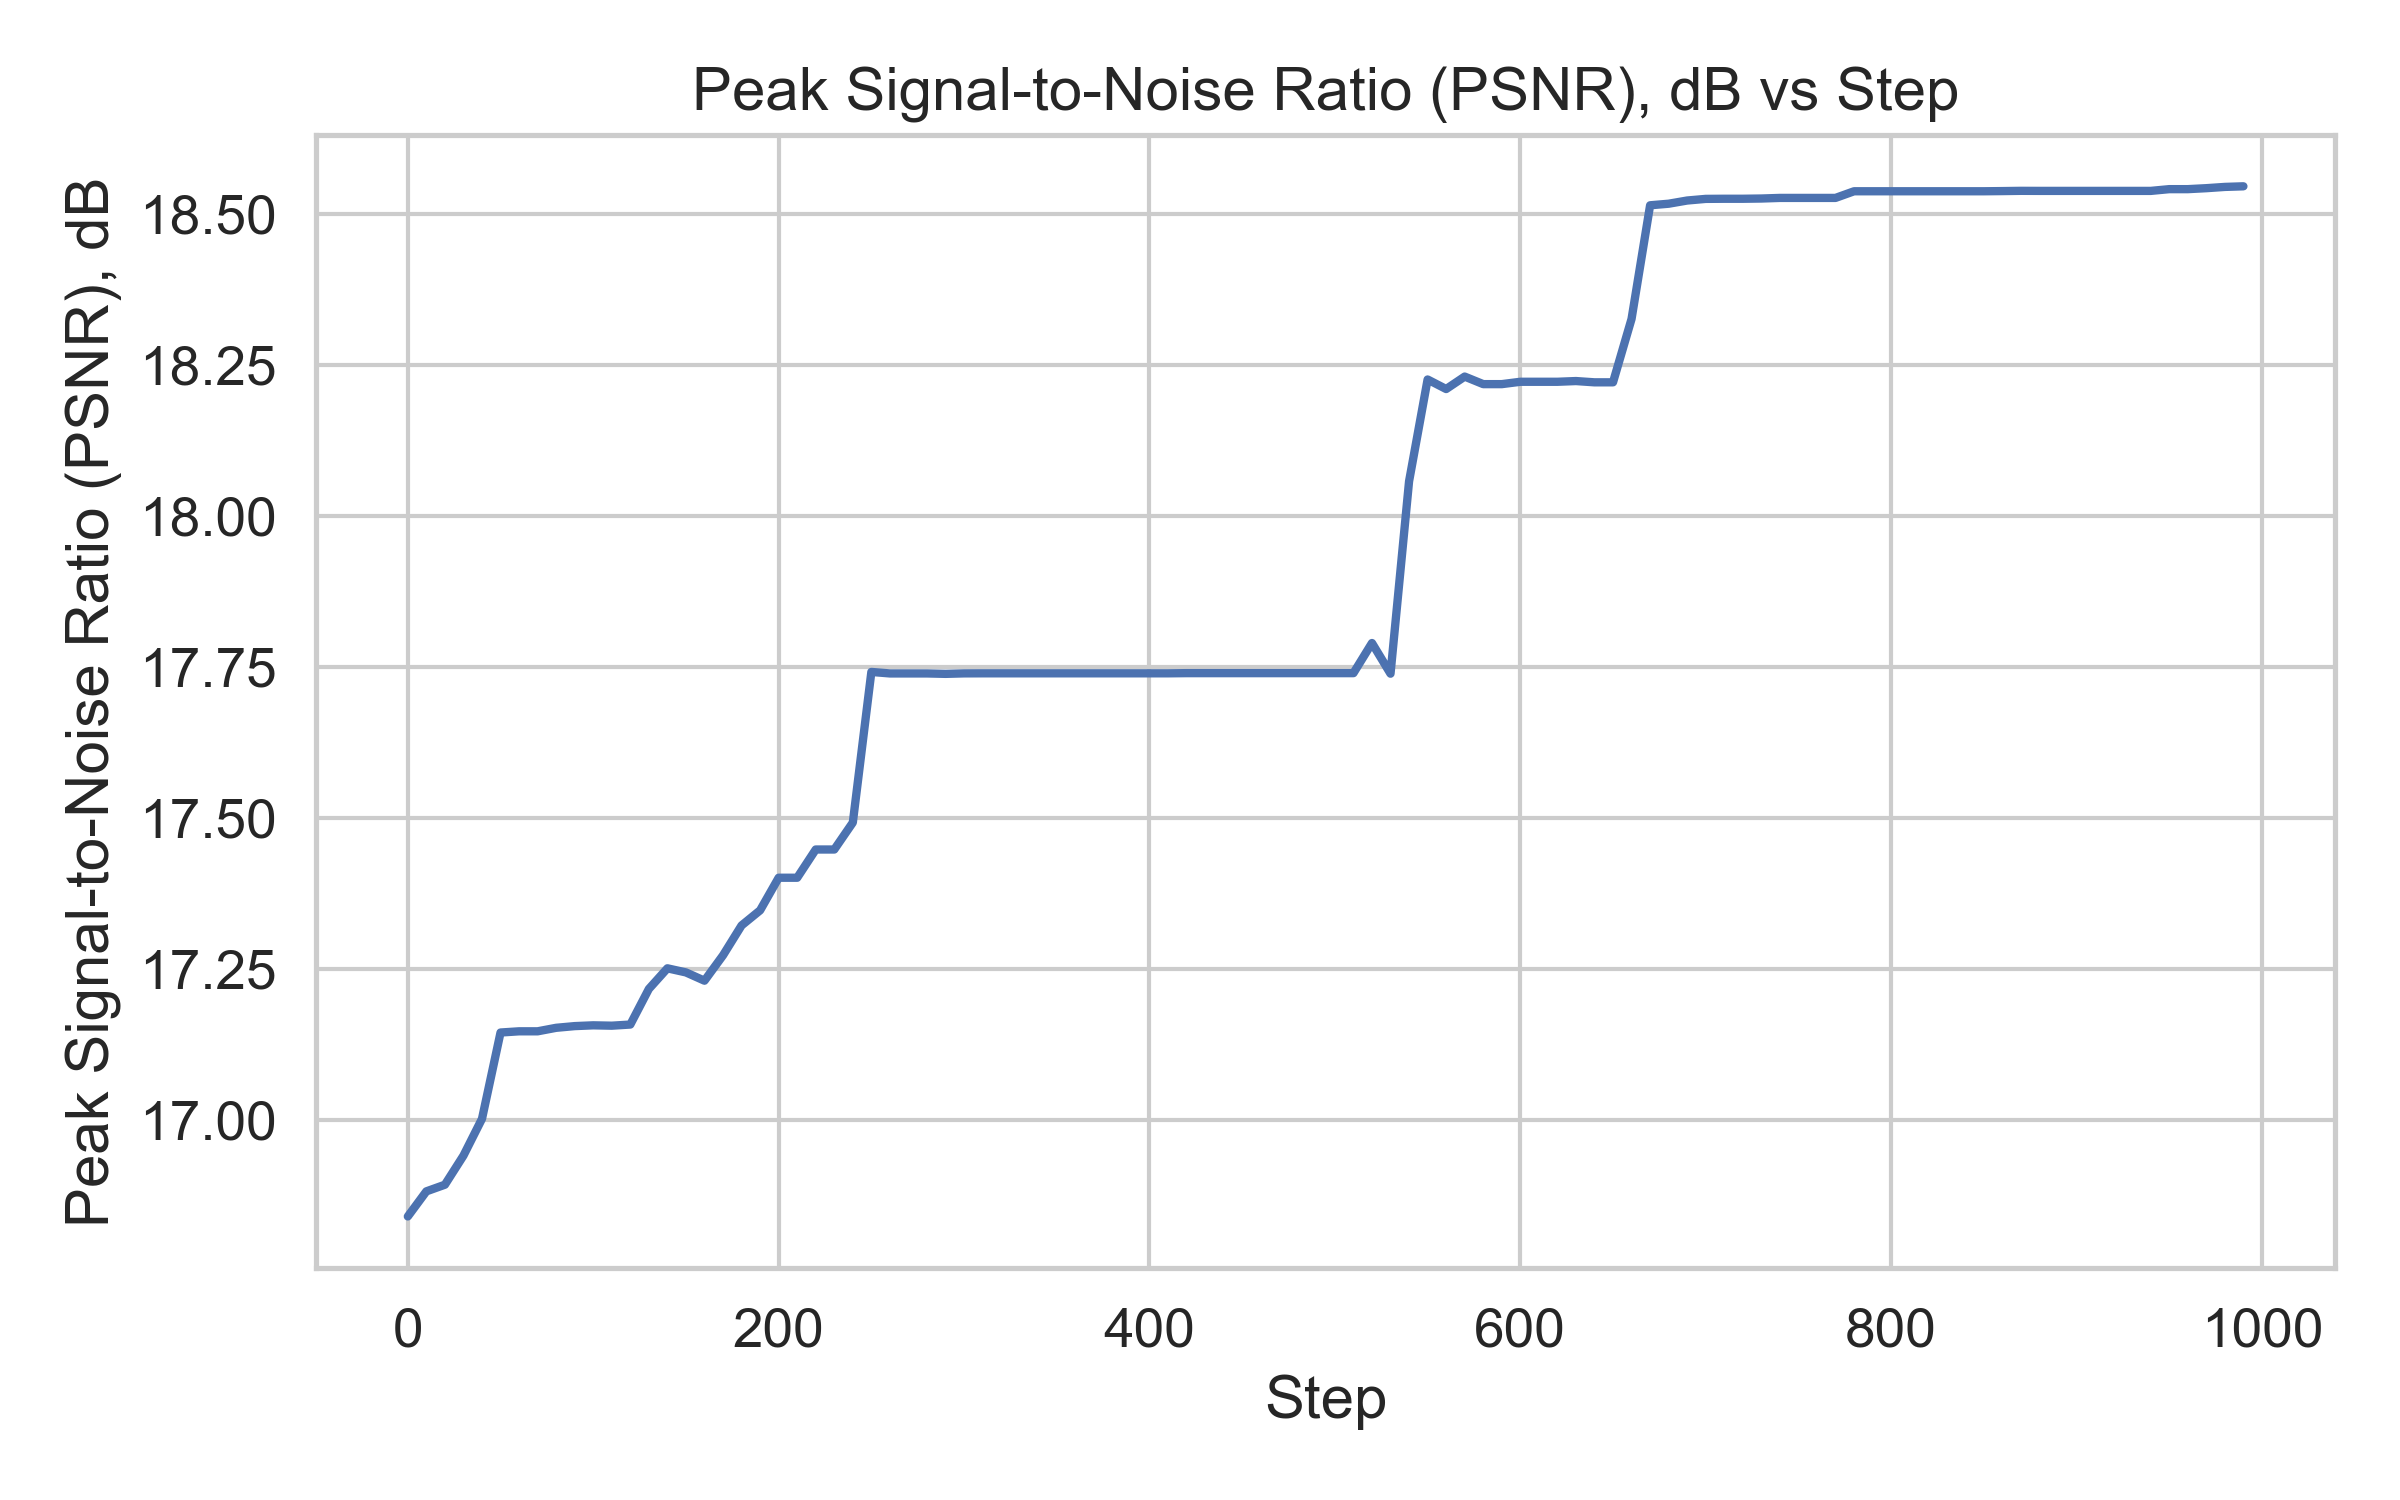 Peak Signal-to-Noise Ratio (PSNR), dB vs Step
Peak Signal-to-Noise Ratio (PSNR), dB
18.50
18.25
18.00
17.75
17.50
17.25
17.00
0 200 400 600 800 1000
Step